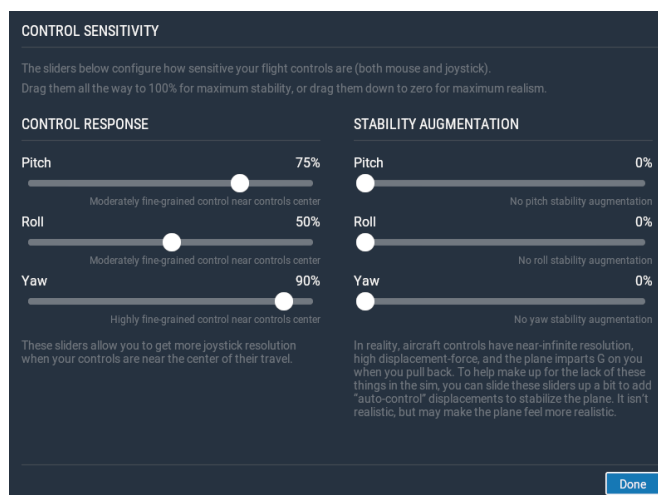 CONTROL SENSITIVITY
The sliders below configure how sensitive your flight controls are (both mouse and joystick).
Drag them all the way to 100% for maximum stability, or drag them down to zero for maximum realism.
CONTROL RESPONSE
Pitch 75%
Moderately fine-grained control near controls center
Roll 50%
Moderately fine-grained control near controls center
Yaw 90%
Highly fine-grained control near controls center
These sliders allow you to get more joystick resolution
when your controls are near the center of their travel.
STABILITY AUGMENTATION
Pitch 0%
No pitch stability augmentation
Roll 0%
No roll stability augmentation
Yaw 0%
No yaw stability augmentation
In reality, aircraft controls have near-infinite resolution,
high displacement-force, and the plane imparts G on you
when you pull back. To help make up for the lack of these
things in the sim, you can slide these sliders up a bit to add
"auto-control" displacements to stabilize the plane. It isn't
realistic, but may make the plane feel more realistic.
Done